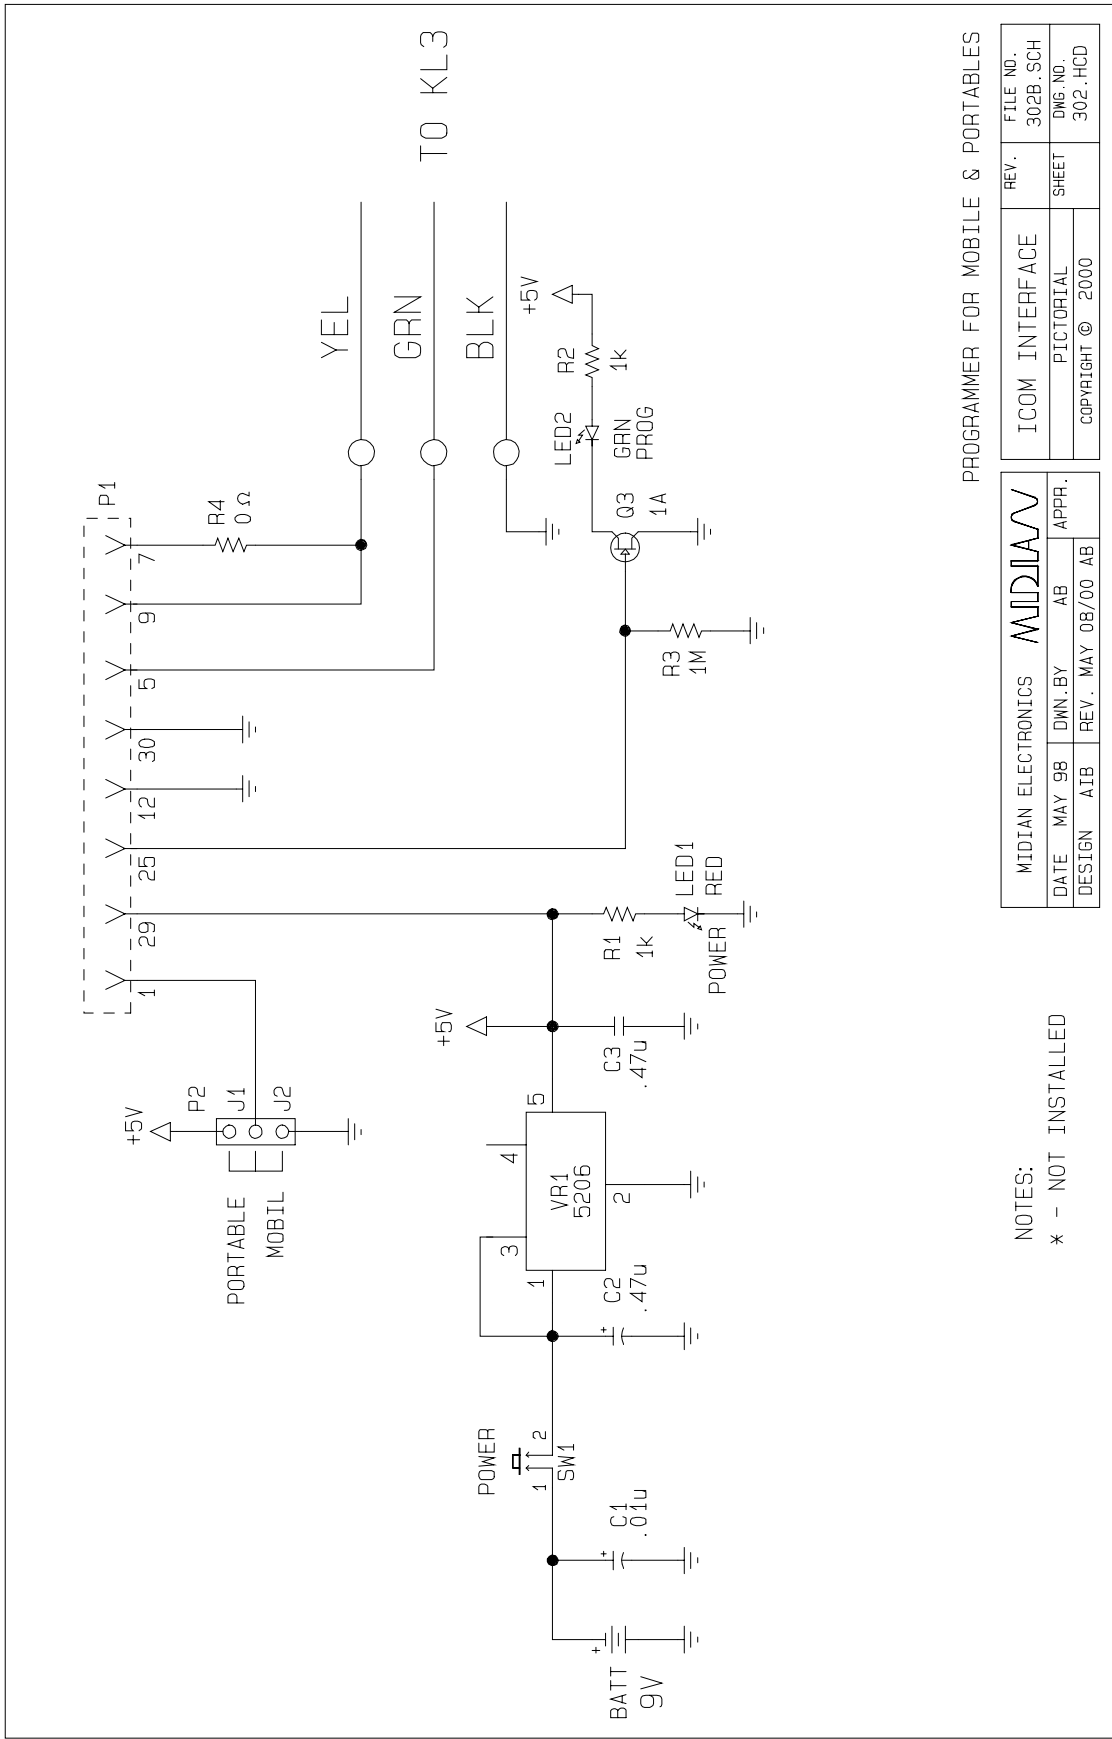 P1
1
29
25
12
30
5
9
7
+5V
P2
J1
J2
PORTABLE
MOBIL
R4
0 Ω
YEL
GRN
BLK
TO KL3
+5V
POWER
1
2
SW1
1
3
4
5
VR1
5206
2
BATT
9V
+
C1
.01u
+
C2
.47u
+
C3
.47u
R1
1k
LED1
RED
POWER
R3
1M
Q3
1A
LED2
GRN
PROG
R2
1k
+5V
NOTES:
* - NOT INSTALLED
PROGRAMMER FOR MOBILE & PORTABLES
MIDIAN ELECTRONICS MIDIAN
DATE MAY 98 DWN.BY AB APPR.
DESIGN AIB REV. MAY 08/00 AB
ICOM INTERFACE
PICTORIAL
COPYRIGHT © 2000
REV.
FILE NO.
302B.SCH
SHEET
DWG.NO.
302.HCD